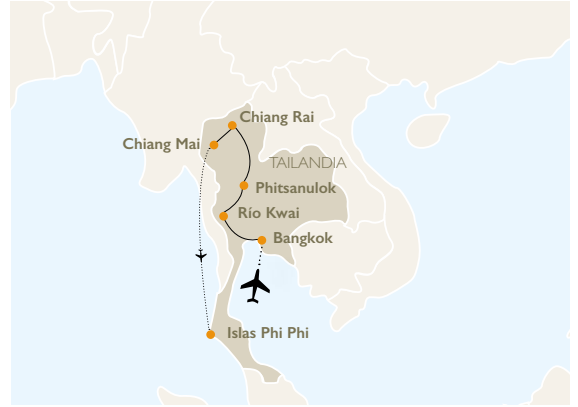 Chiang Rai
Chiang Mai
TAILANDIA
Phitsanulok
Río Kwai
Bangkok
Islas Phi Phi